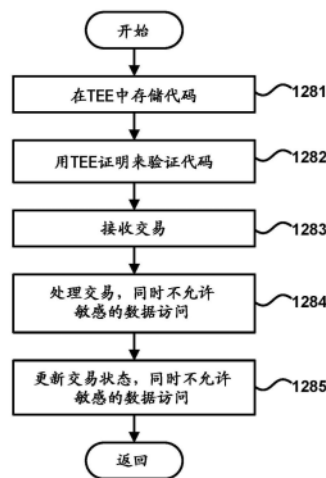 开始
在TEE中存储代码
1281
用TEE证明来验证代码
1282
接收交易
1283
处理交易，同时不允许
敏感的数据访问
1284
更新交易状态，同时不允许
敏感的数据访问
1285
返回